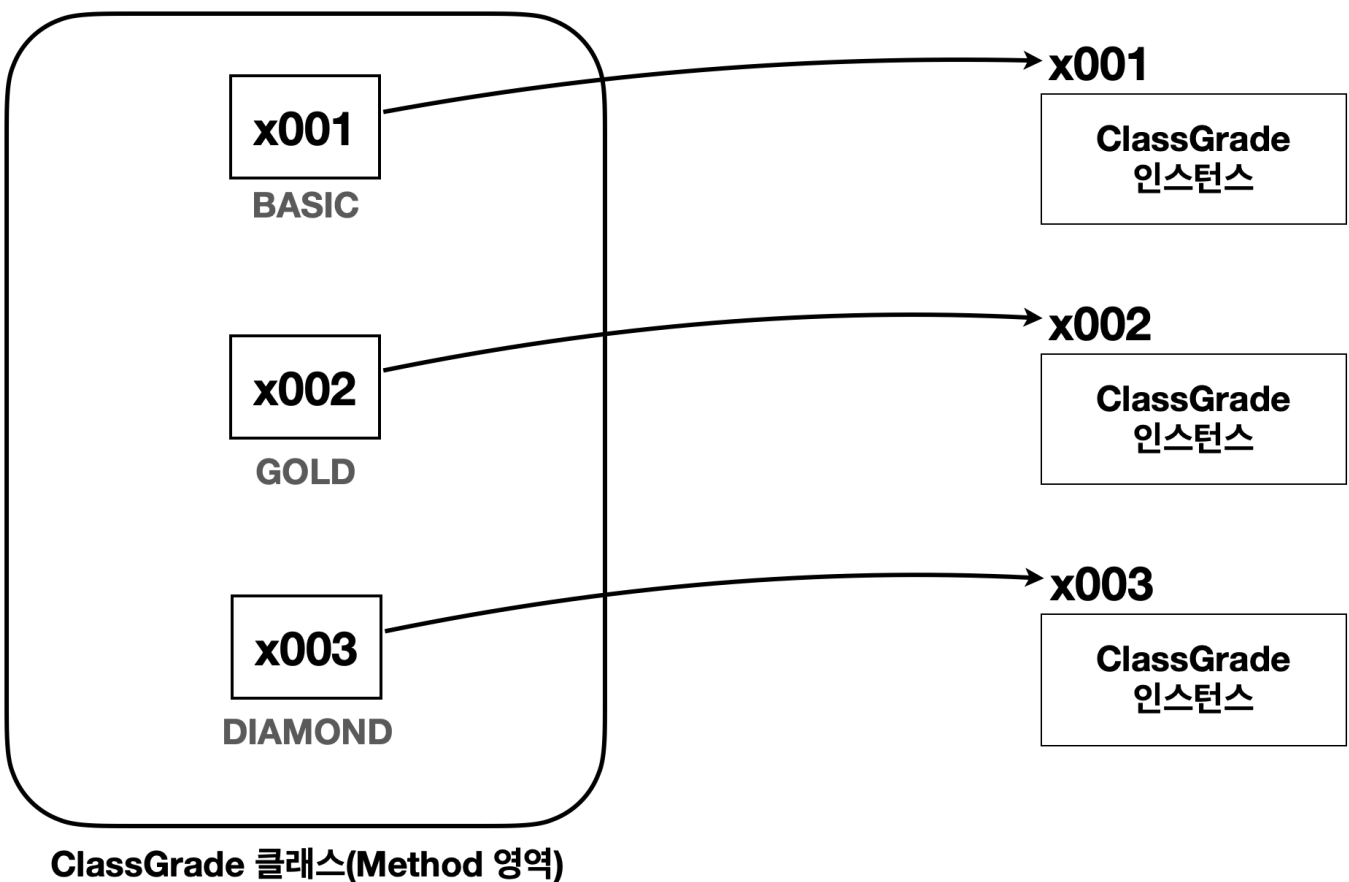 x001
BASIC
x001
ClassGrade
인스턴스
x002
GOLD
x002
ClassGrade
인스턴스
x003
DIAMOND
x003
ClassGrade
인스턴스
ClassGrade 클래스(Method 영역)